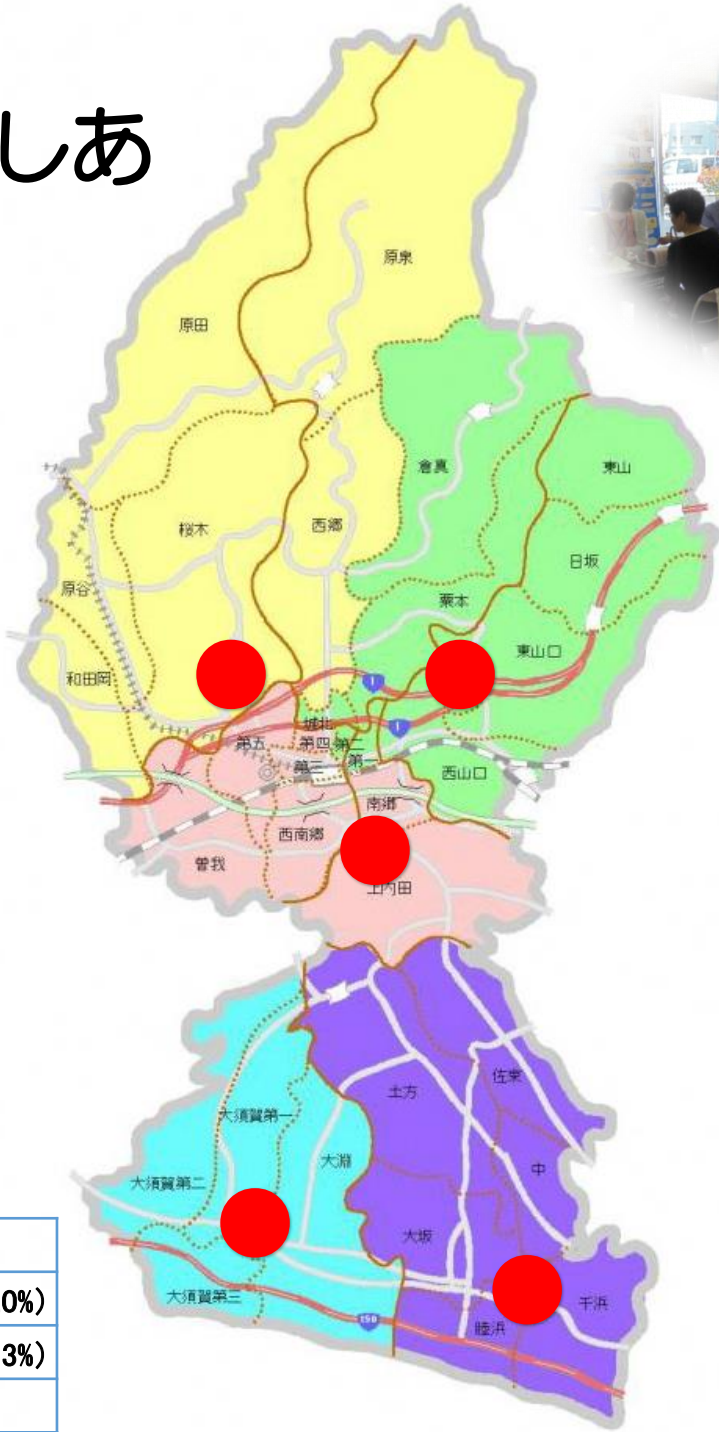 しあ
原泉
原田
倉真
東山
桜木
西郷
日坂
原谷
粟本
東山口
和田岡
1
城北
1
第五
第四
第二
第三
第一
西山口
南郷
西南郷
曽我
上内田
佐束
土方
大須賀第一
大淵
中
大須賀第二
大坂
大須賀第三
千浜
150
睦浜
0%)
3%)